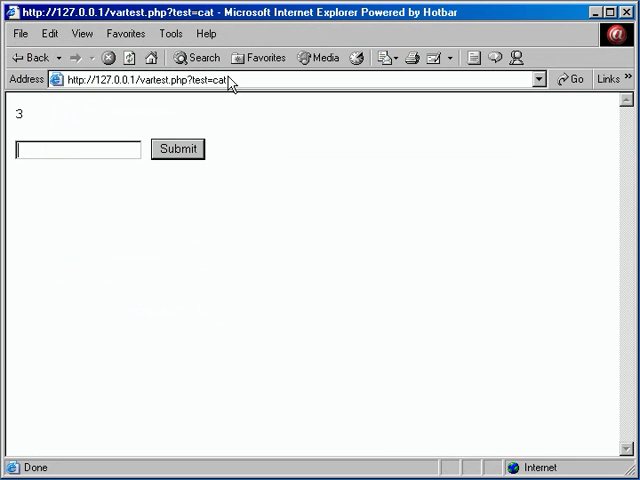 http://127.0.0.1/vartest.php?test=cat - Microsoft Internet Explorer Powered by Hotbar
File Edit View Favorites Tools Help
Back Search Favorites Media
Address http://127.0.0.1/vartest.php?test=cat Go Links »
3
Submit
Done Internet